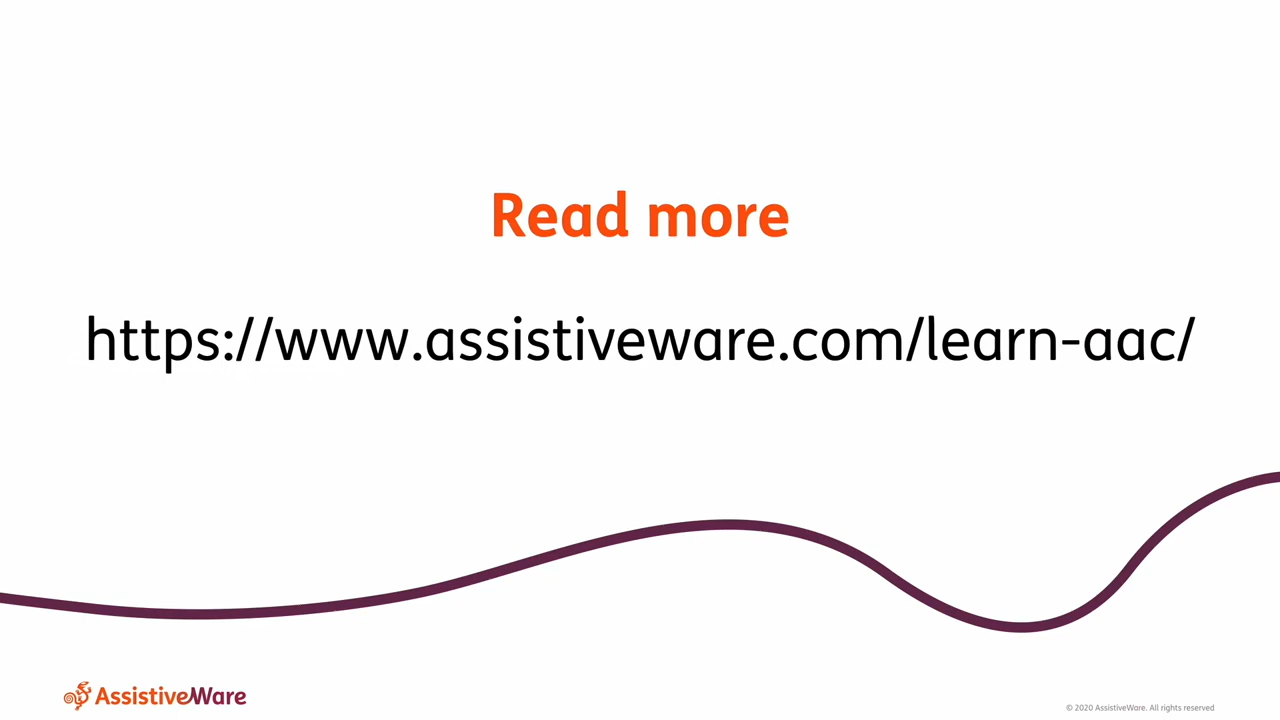 Read more
https://www.assistiveware.com/learn-aac/
AssistiveWare
© 2020 AssistiveWare. All rights reserved